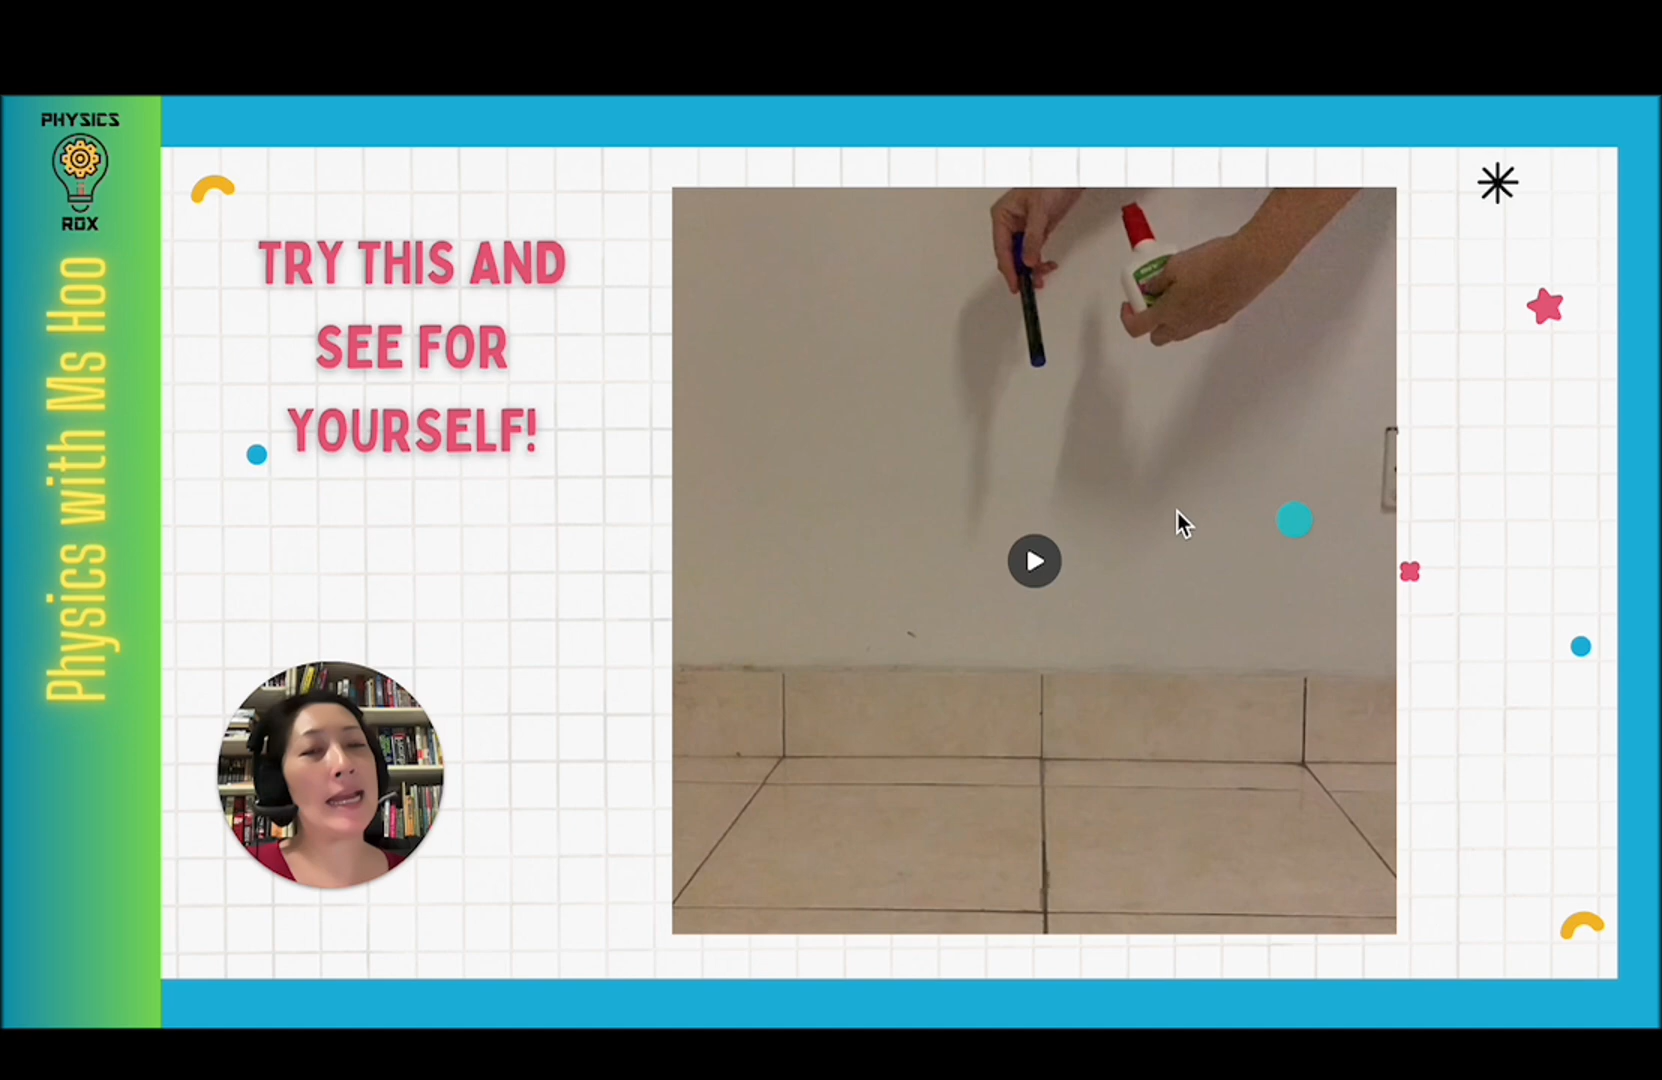 PHYSICS
ROX
Physics with Ms Hoo
TRY THIS AND
SEE FOR
YOURSELF!